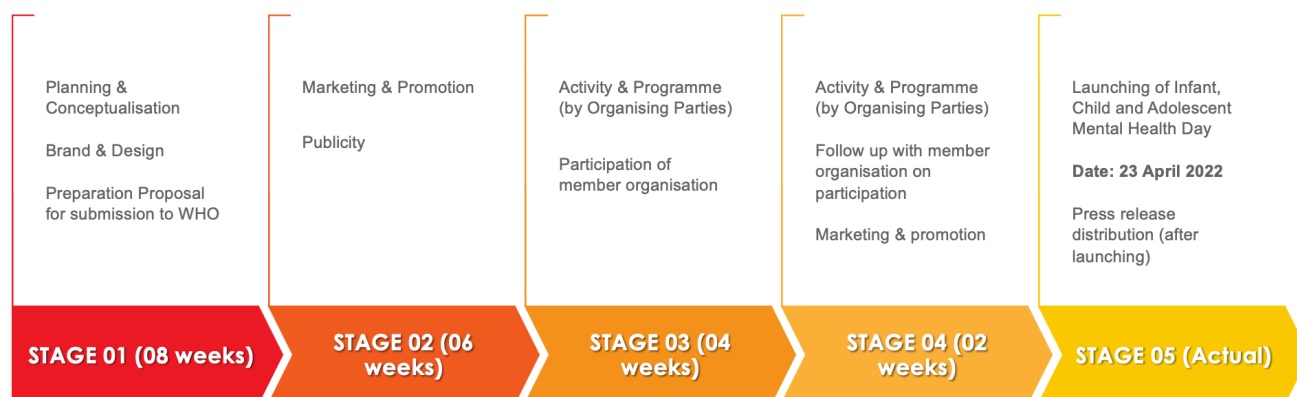 Planning &
Conceptualisation
Brand & Design
Preparation Proposal
for submission to WHO
STAGE 01 (08 weeks)
Marketing & Promotion
Publicity
STAGE 02 (06
weeks)
Activity & Programme
(by Organising Parties)
Participation of
member organisation
STAGE 03 (04
weeks)
Activity & Programme
(by Organising Parties)
Follow up with member
organisation on
participation
Marketing & promotion
STAGE 04 (02
weeks)
Launching of Infant,
Child and Adolescent
Mental Health Day
Date: 23 April 2022
Press release
distribution (after
launching)
STAGE 05 (Actual)